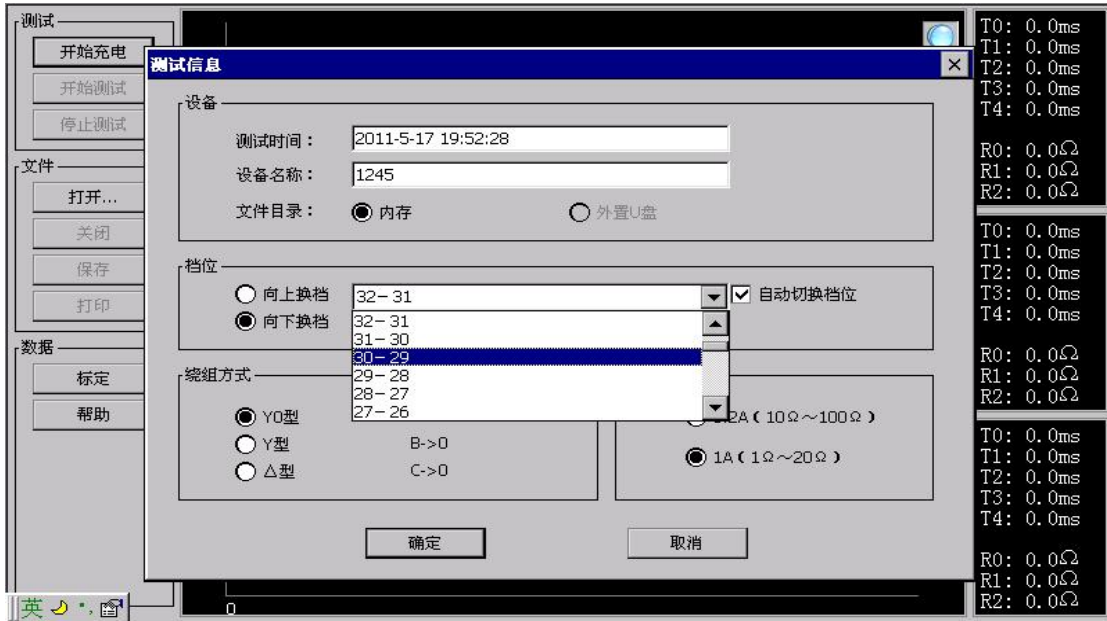 测试
开始充电
开始测试
停止测试
文件
打开...
关闭
保存
打印
数据
标定
帮助
英
测试信息
设备
测试时间： 2011-5-17 19:52:28
设备名称： 1245
文件目录： 内存 外置U盘
档位
向上换档 32-31 自动切换档位
向下换档 32-31
31-30
30-29
29-28
28-27
27-26
绕组方式
Y0型
2A(10Ω~100Ω)
Y型 B->0
1A(1Ω~20Ω)
△型 C->0
确定 取消
0
T0: 0.0ms
T1: 0.0ms
T2: 0.0ms
T3: 0.0ms
T4: 0.0ms
R0: 0.0Ω
R1: 0.0Ω
R2: 0.0Ω
T0: 0.0ms
T1: 0.0ms
T2: 0.0ms
T3: 0.0ms
T4: 0.0ms
R0: 0.0Ω
R1: 0.0Ω
R2: 0.0Ω
T0: 0.0ms
T1: 0.0ms
T2: 0.0ms
T3: 0.0ms
T4: 0.0ms
R0: 0.0Ω
R1: 0.0Ω
R2: 0.0Ω